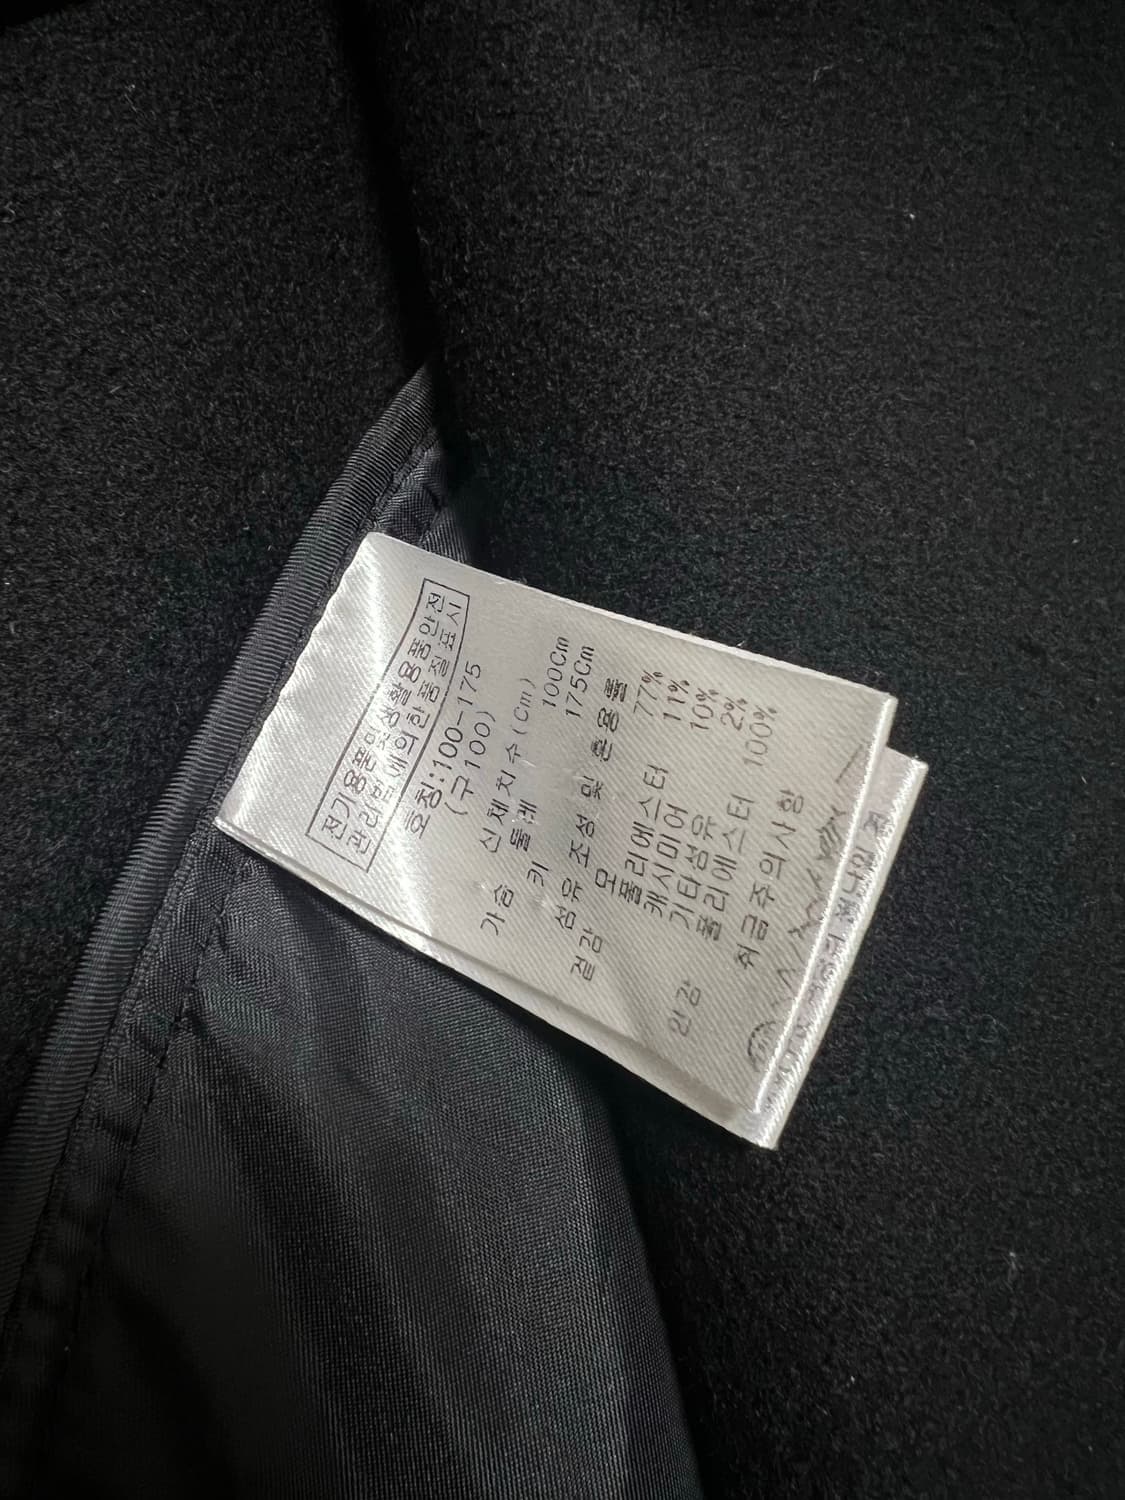 전기용품및생활용품안전
관리법에의한품질표시
호칭:100-175
(구100)
신체치수(Cm)
가슴둘레 100Cm
키 175Cm
섬유조성 및 혼용률
겉감 모 77%
폴리에스터 11%
캐시미어 10%
기타섬유 2%
안감 폴리에스터 100%
취급주의사항